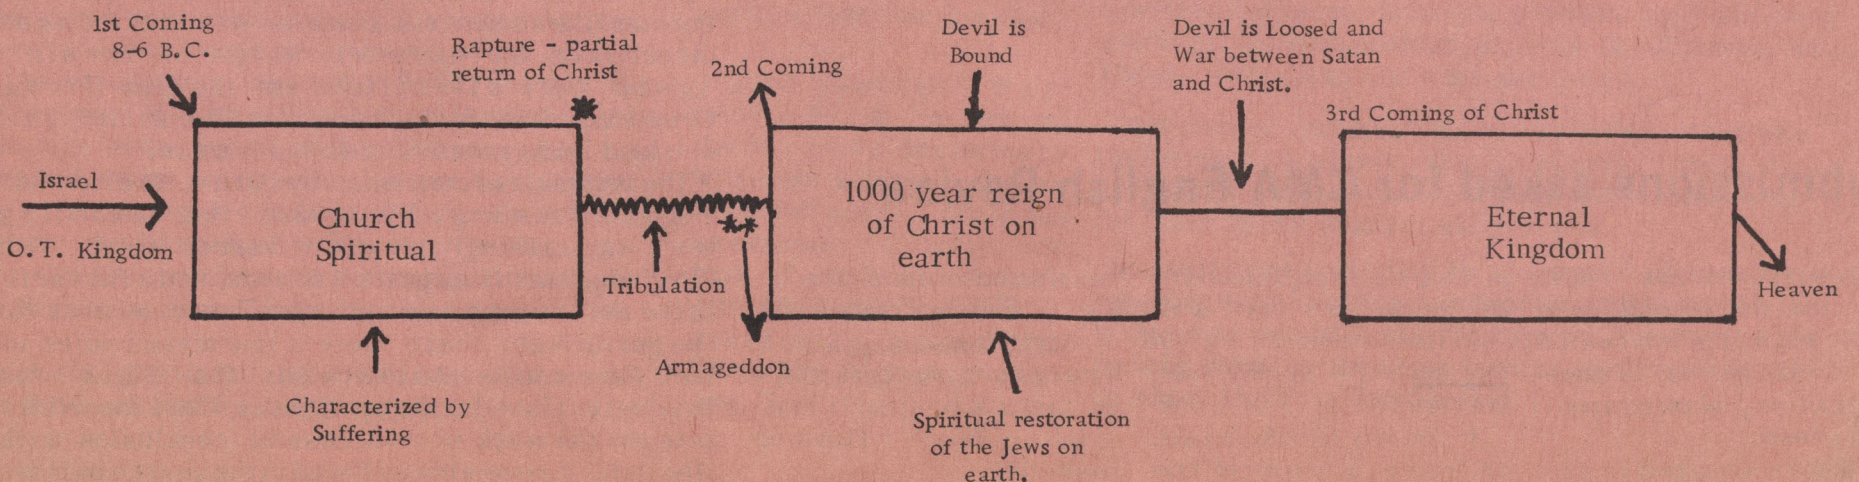 1st Coming
8-6 B.C.
Rapture - partial
return of Christ
2nd Coming
Devil is
Bound
Devil is Loosed and
War between Satan
and Christ.
3rd Coming of Christ
Israel
O.T. Kingdom
Church
Spiritual
**
Tribulation
Armageddon
1000 year reign
of Christ on
earth
Eternal
Kingdom
Heaven
Characterized by
Suffering
Spiritual restoration
of the Jews on
earth.